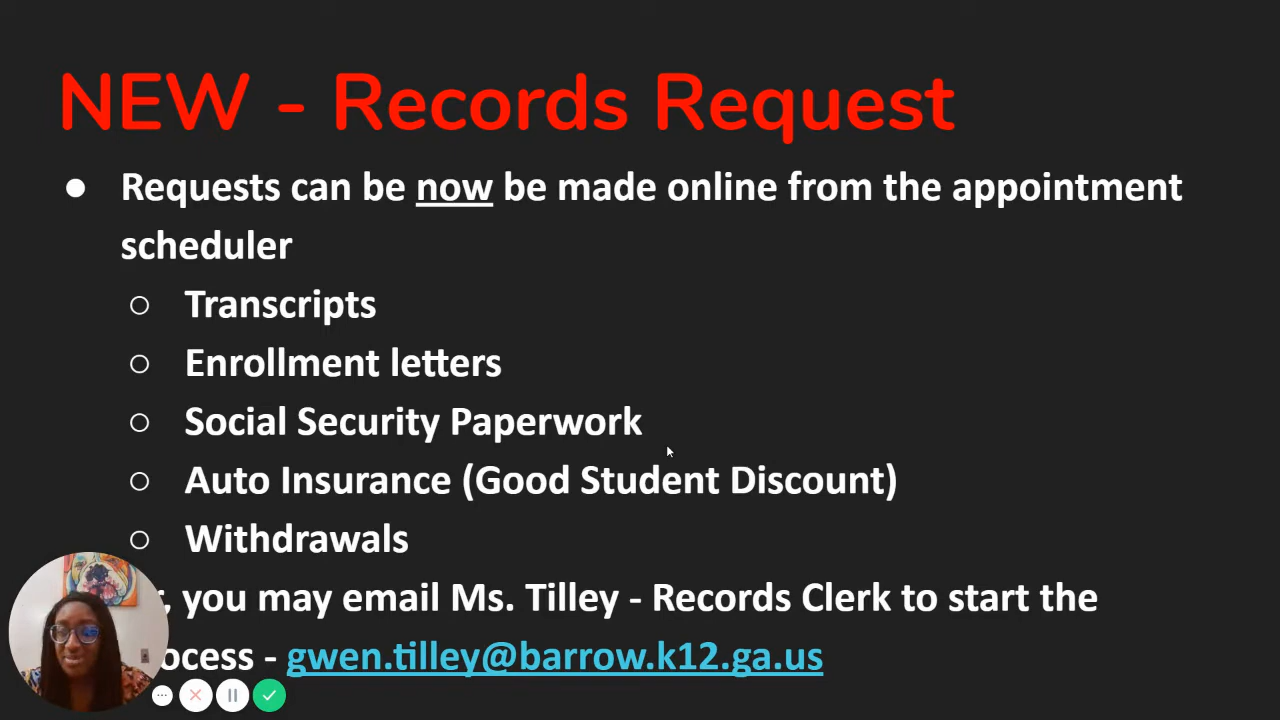 NEW - Records Request
● Requests can be now be made online from the appointment
scheduler
○ Transcripts
○ Enrollment letters
○ Social Security Paperwork
○ Auto Insurance (Good Student Discount)
○ Withdrawals
you may email Ms. Tilley - Records Clerk to start the
- gwen.tilley@barrow.k12.ga.us